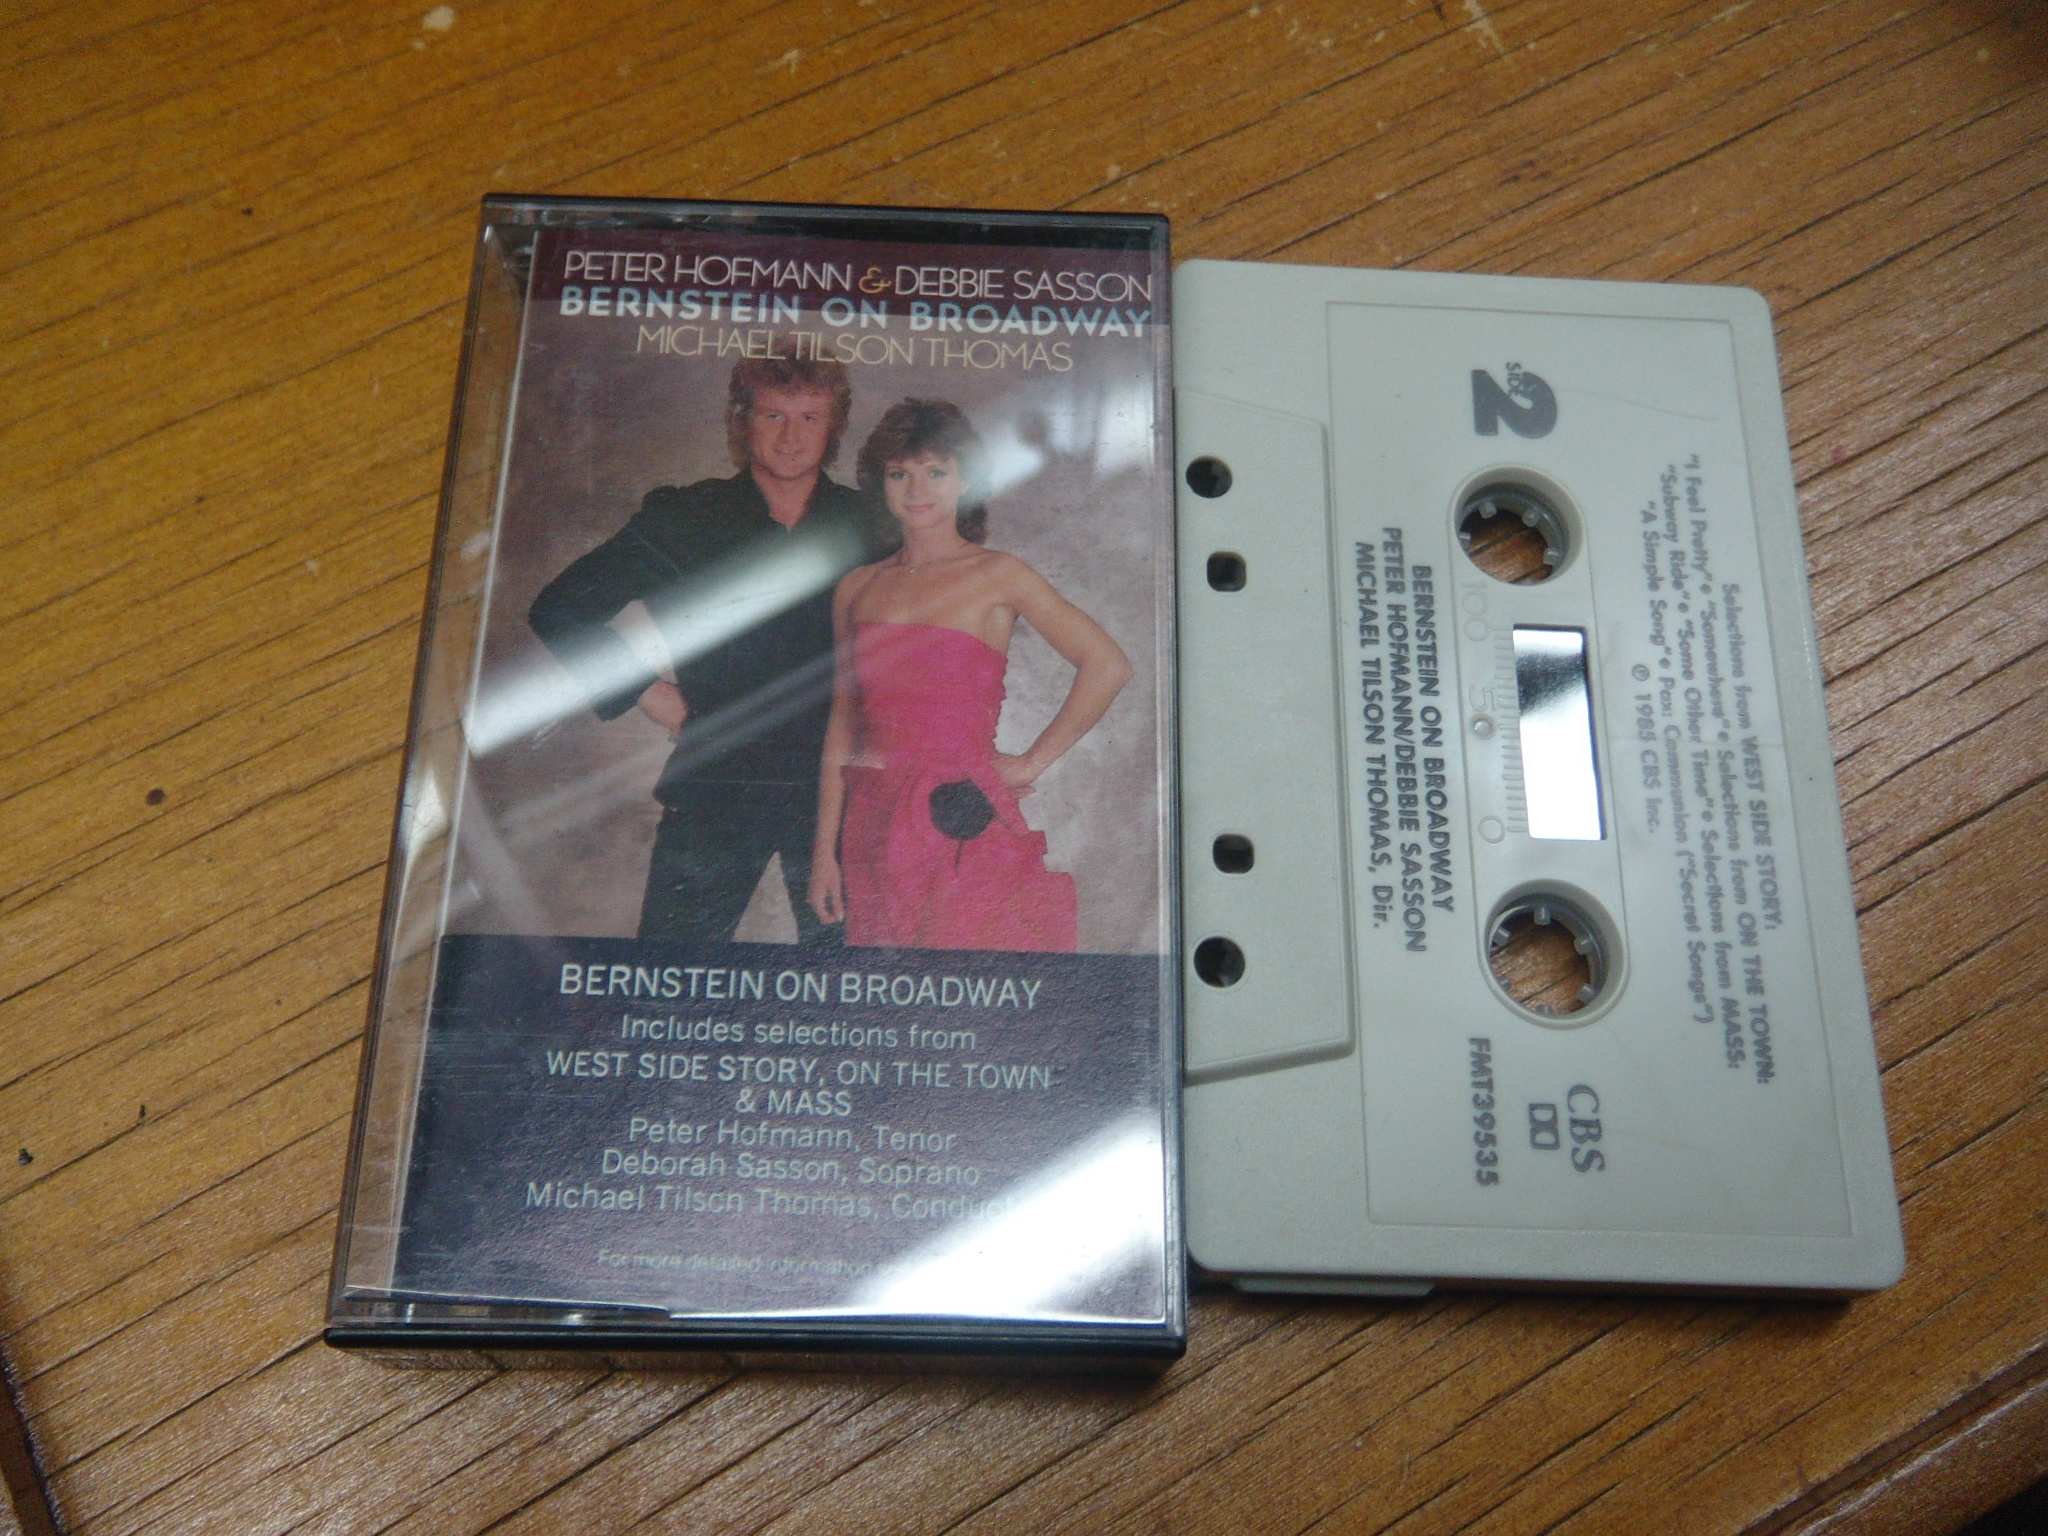 PETER HOFMANN & DEBBIE SASSON
BERNSTEIN ON BROADWAY
MICHAEL TILSON THOMAS
BERNSTEIN ON BROADWAY
Includes selections from
WEST SIDE STORY, ON THE TOWN
& MASS
Peter Hofmann, Tenor
Deborah Sasson, Soprano
Michael Tilson Thomas,
For more detailed information
Selections from WEST SIDE STORY:
"I Feel Pretty" • "Somewhere" • Selections from ON THE TOWN:
"Subway Ride" • "Some Other Time" • Selections from MASS:
"A Simple Song" • Pax: Communion ("Secret Songs")
℗ 1985 CBS Inc.
SIDE
2
CBS
FMT39535
100 50 0
BERNSTEIN ON BROADWAY
PETER HOFMANN/DEBBIE SASSON
MICHAEL TILSON THOMAS, Dir.